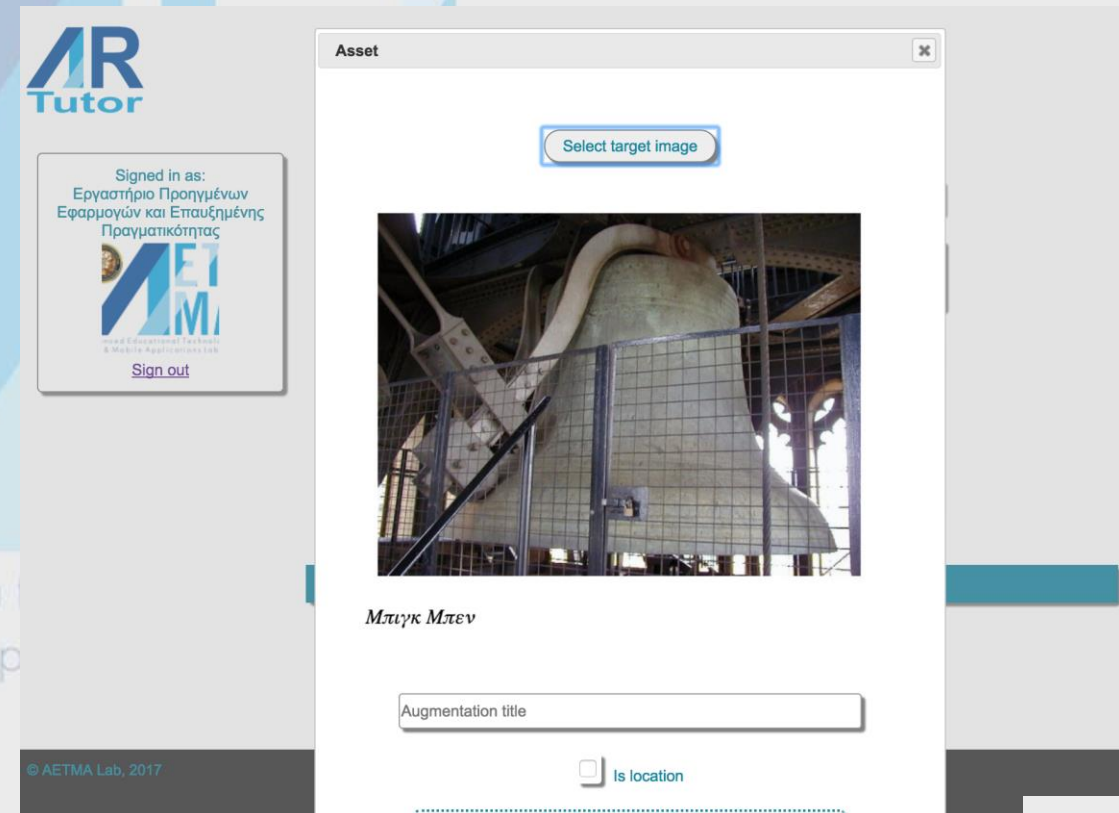 AR
Tutor
Signed in as:
Εργαστήριο Προηγμένων
Εφαρμογών και Επαυξημένης
Πραγματικότητας
Sign out
Asset
Select target image
Μπιγκ Μπεν
Augmentation title
Is location
© AETMA Lab, 2017